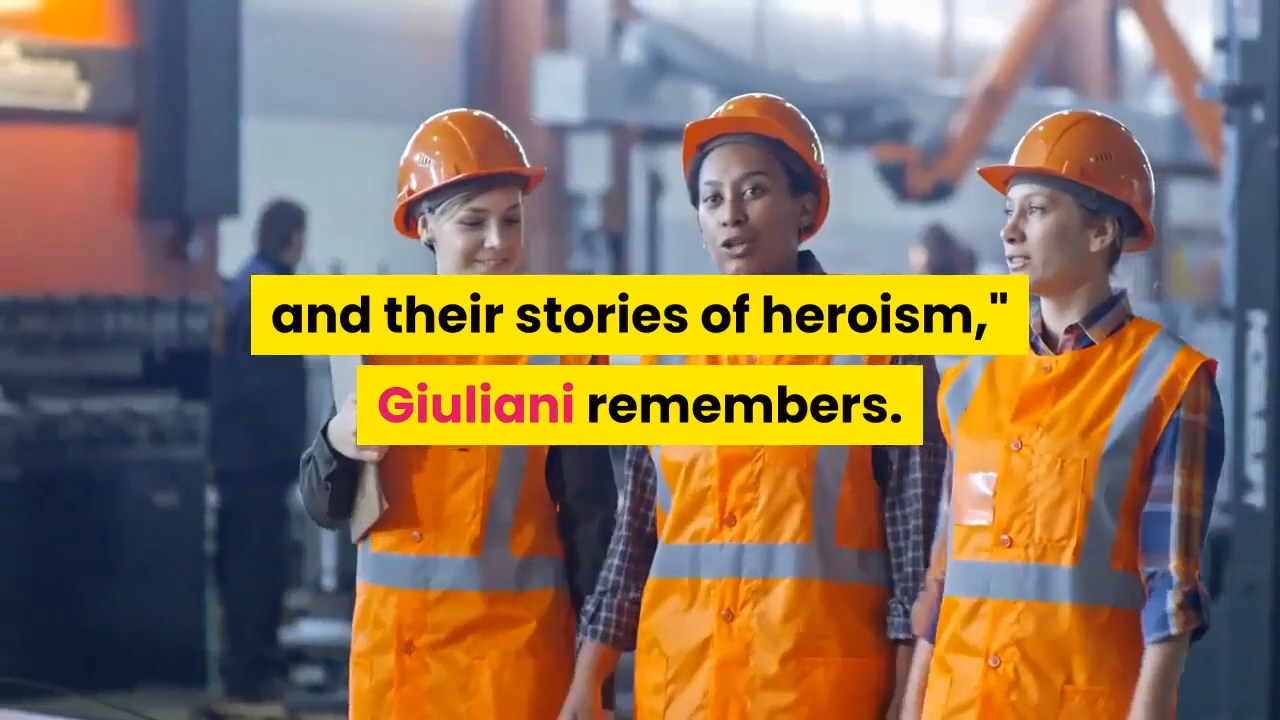 and their stories of heroism,"
Giuliani remembers.